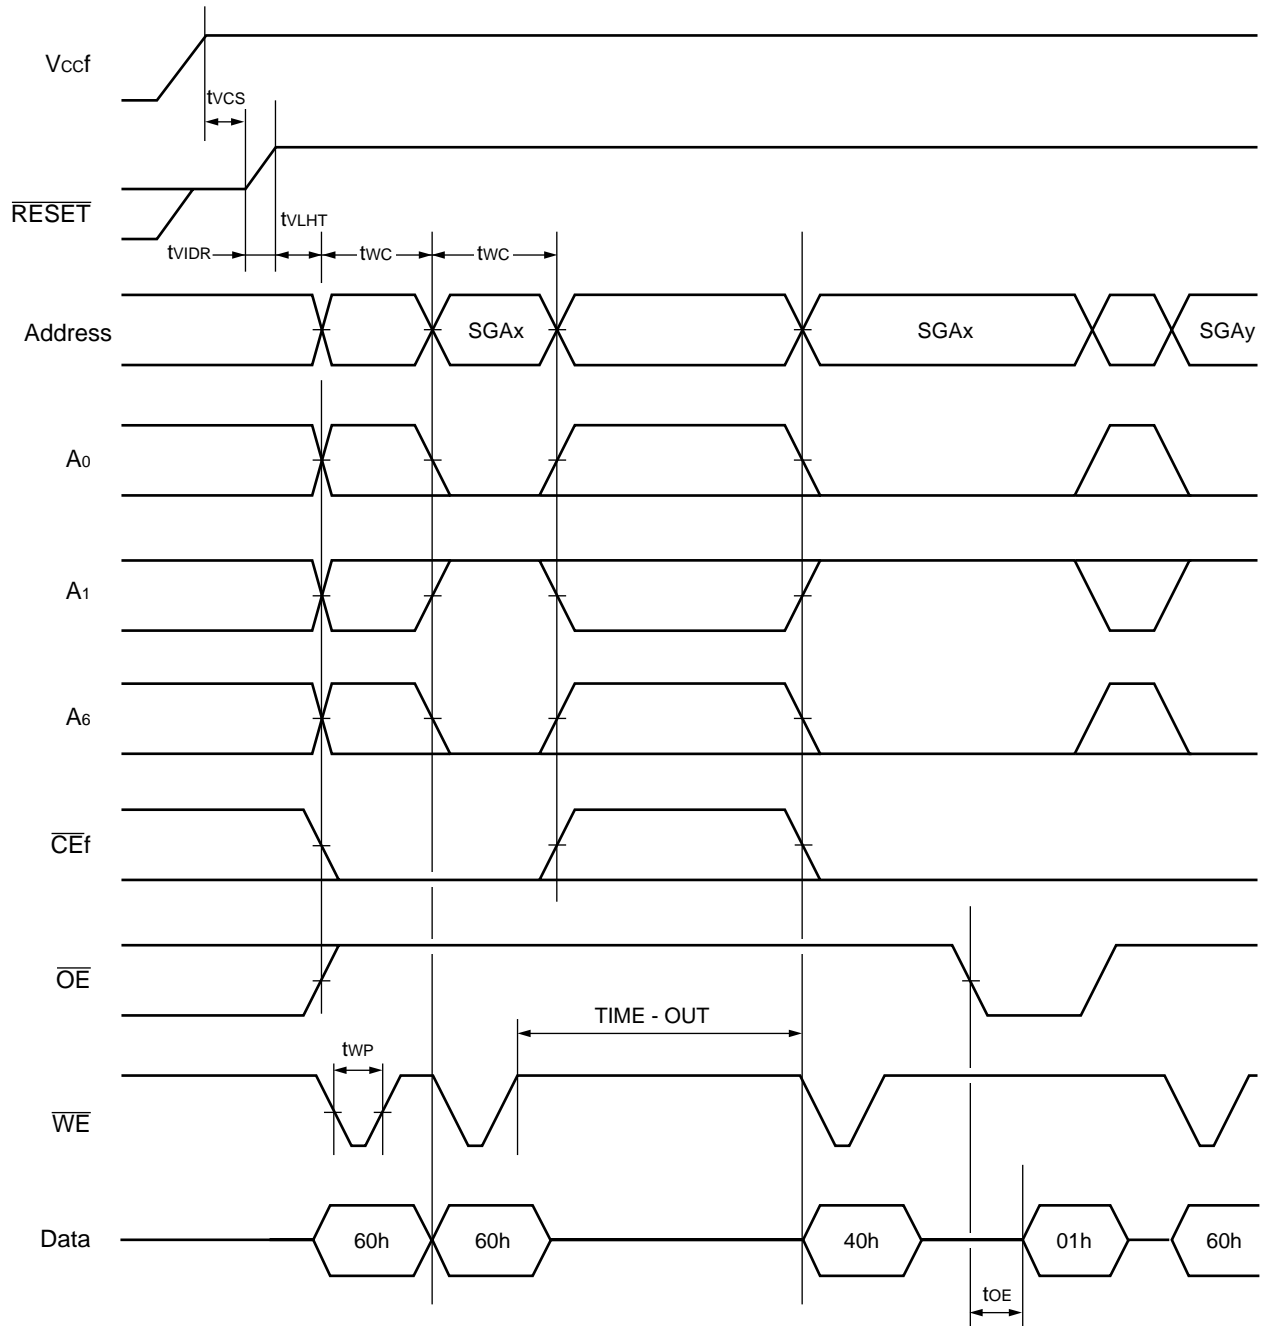 VCCf
tVCS
RESET
tVLHT
tVIDR
tWC
tWC
Address
SGAx
SGAx
SGAy
A0
A1
A6
CEf
OE
TIME - OUT
tWP
WE
Data
60h
60h
40h
01h
60h
tOE